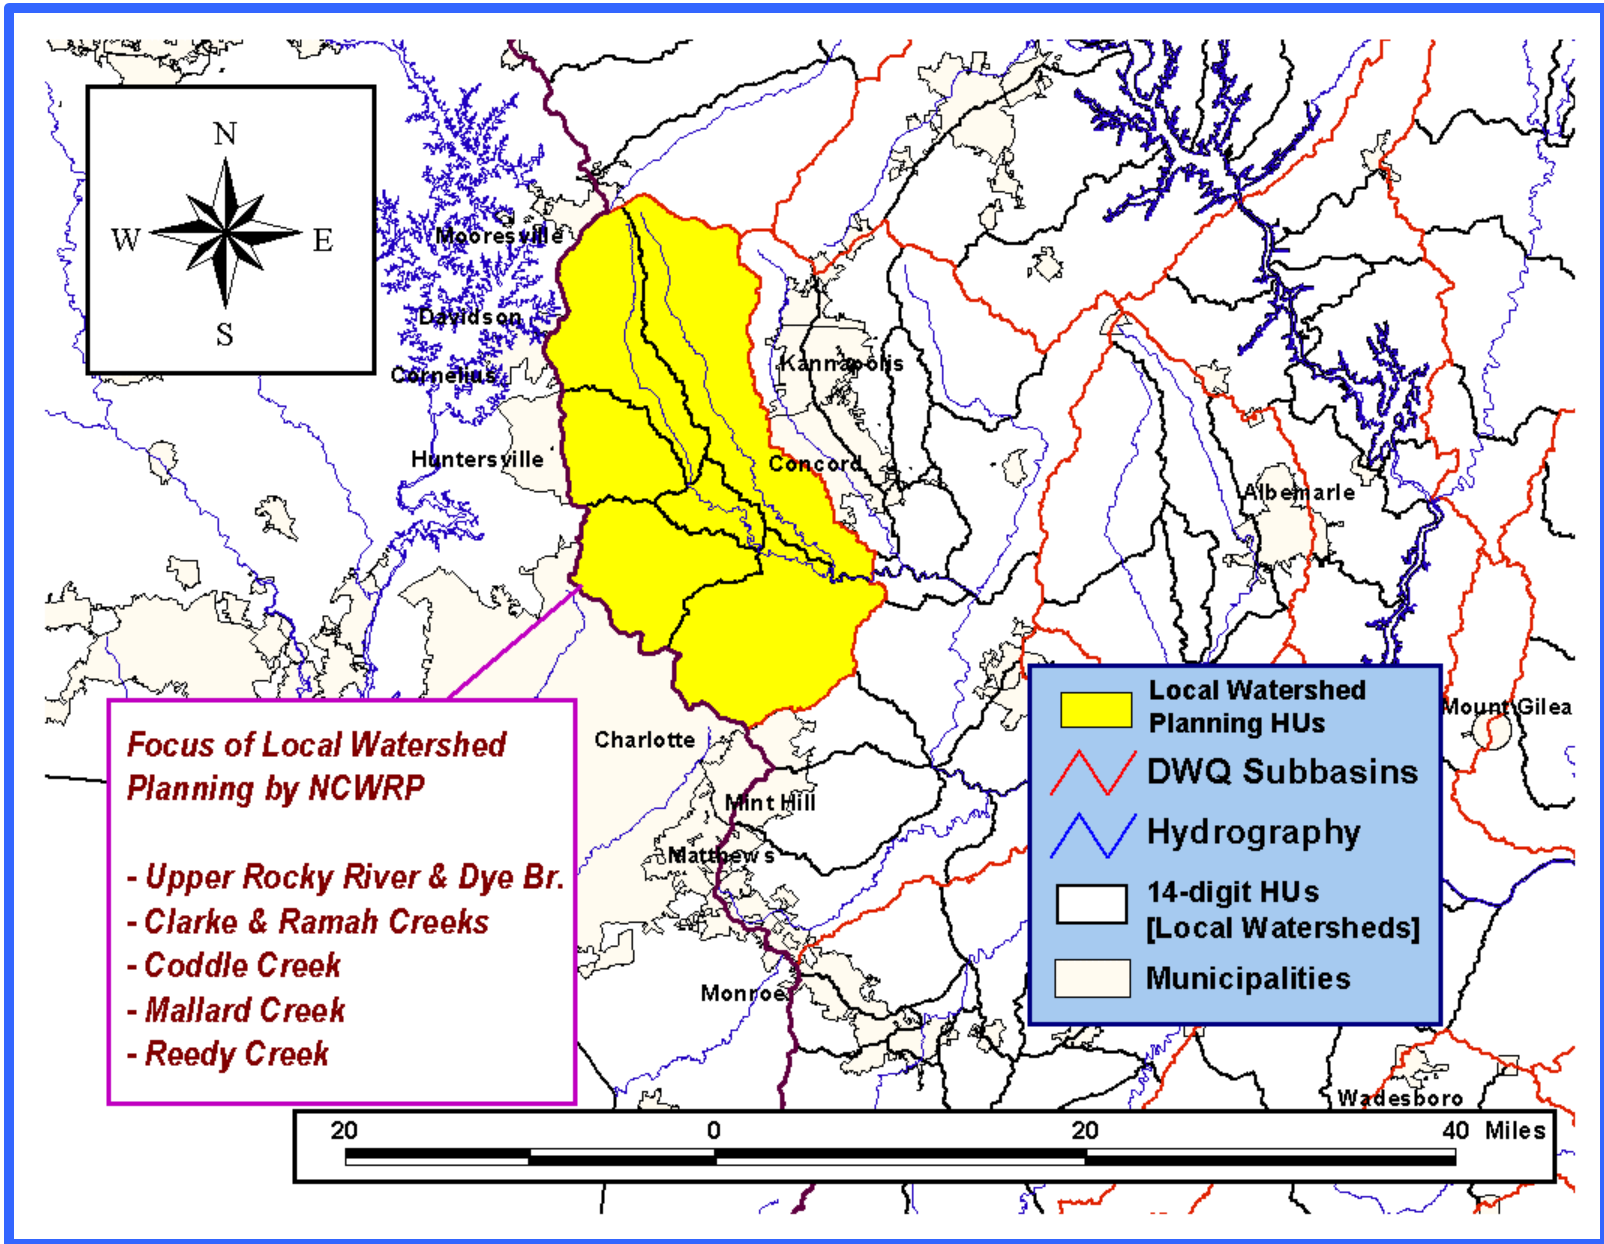 N
W
E
S
Mooresville
Davidson
Cornelius
Huntersville
Kannapolis
Concord
Albemarle
Charlotte
Mint Hill
Matthews
Monroe
Mount Gilea
Wadesboro
Focus of Local Watershed
Planning by NCWRP
- Upper Rocky River & Dye Br.
- Clarke & Ramah Creeks
- Coddle Creek
- Mallard Creek
- Reedy Creek
Local Watershed
Planning HUs
DWQ Subbasins
Hydrography
14-digit HUs
[Local Watersheds]
Municipalities
20 0 20 40 Miles